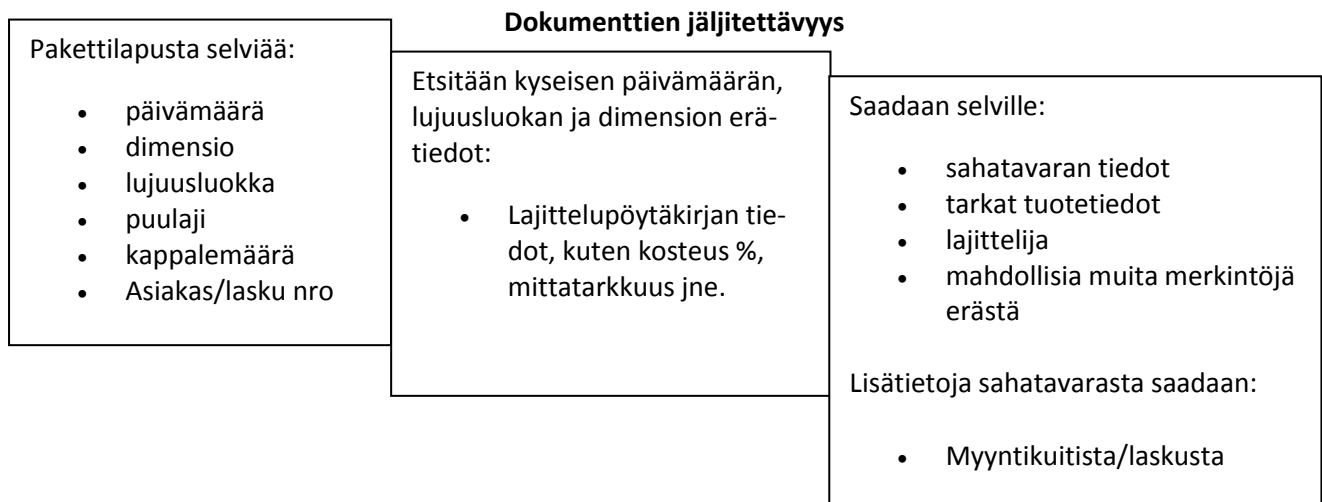 Dokumenttien jäljitettävyys
Pakettilapusta selviää:
• päivämäärä
• dimensio
• lujuusluokka
• puulaji
• kappalemäärä
• Asiakas/lasku nro
Etsitään kyseisen päivämäärän,
lujuusluokan ja dimension erä-
tiedot:
• Lajittelupöytäkirjan tie-
dot, kuten kosteus %,
mittatarkkuus jne.
Saadaan selville:
• sahatavaran tiedot
• tarkat tuotetiedot
• lajittelija
• mahdollisia muita merkintöjä
erästä
Lisätietoja sahatavarasta saadaan:
• Myyntikuitista/laskusta